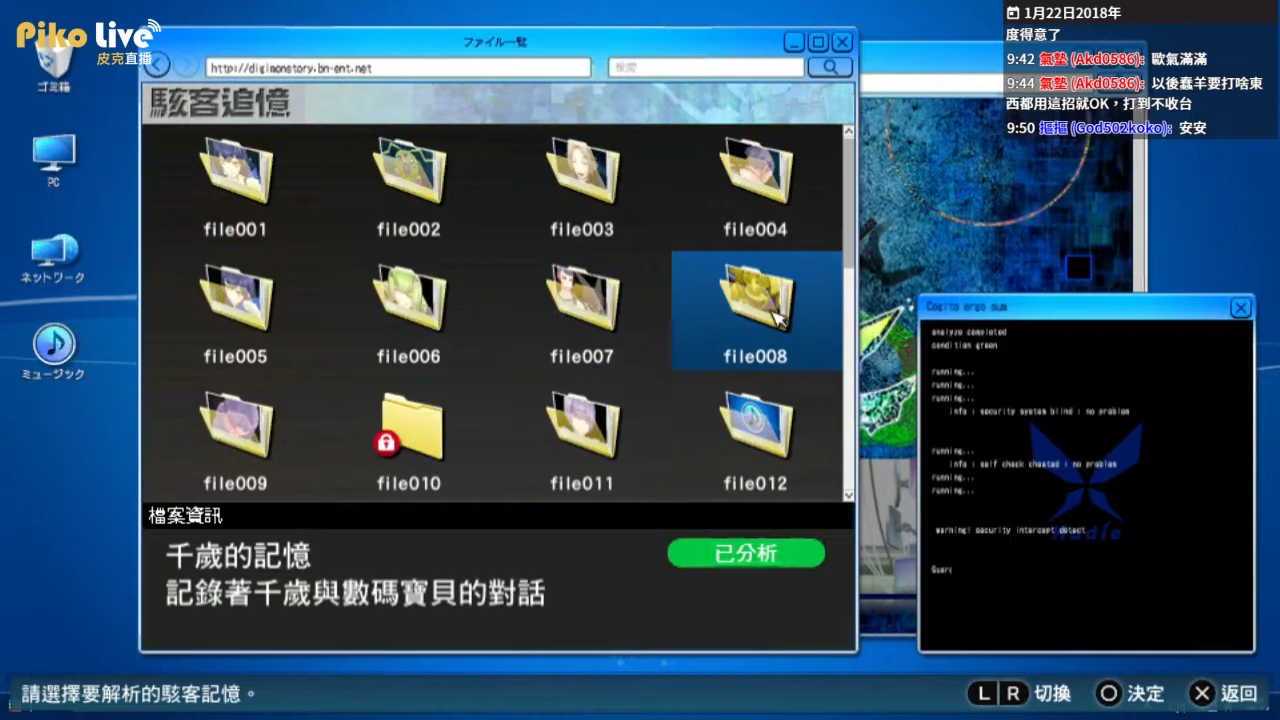 Piko Live
皮克直播
ゴミ箱
PC
ネットワーク
ミュージック
ファイル一覧
http://digimonstory.bn-ent.net
検索
駭客追憶
file001
file002
file003
file004
file005
file006
file007
file008
file009
file010
file011
file012
檔案資訊
千歲的記憶
已分析
記錄著千歲與數碼寶貝的對話
1月22日2018年
度得意了
9:42 氣墊 (Akd0586): 歐氣滿滿
9:44 氣墊 (Akd0586): 以後蠢羊要打啥東
西都用這招就OK，打到不收台
9:50 摳摳 (God502koko): 安安
Cogito ergo sum
analyze completed
condition green
running...
running...
running...
info : security system blind : no problem
running...
info : self check cheatad : no problem
running...
running...
warning! security intercept detect
Guard
請選擇要解析的駭客記憶。
L R 切換
決定
返回